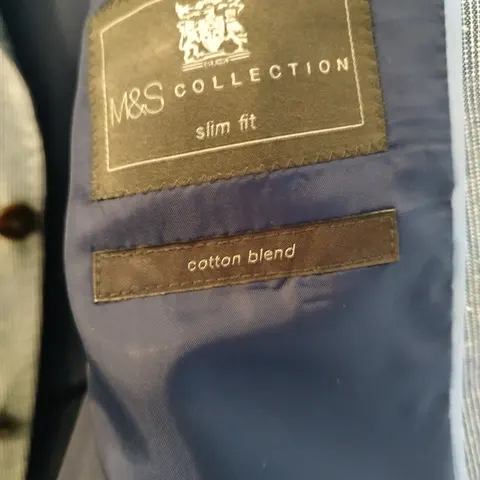 M&S COLLECTION
slim fit
cotton blend